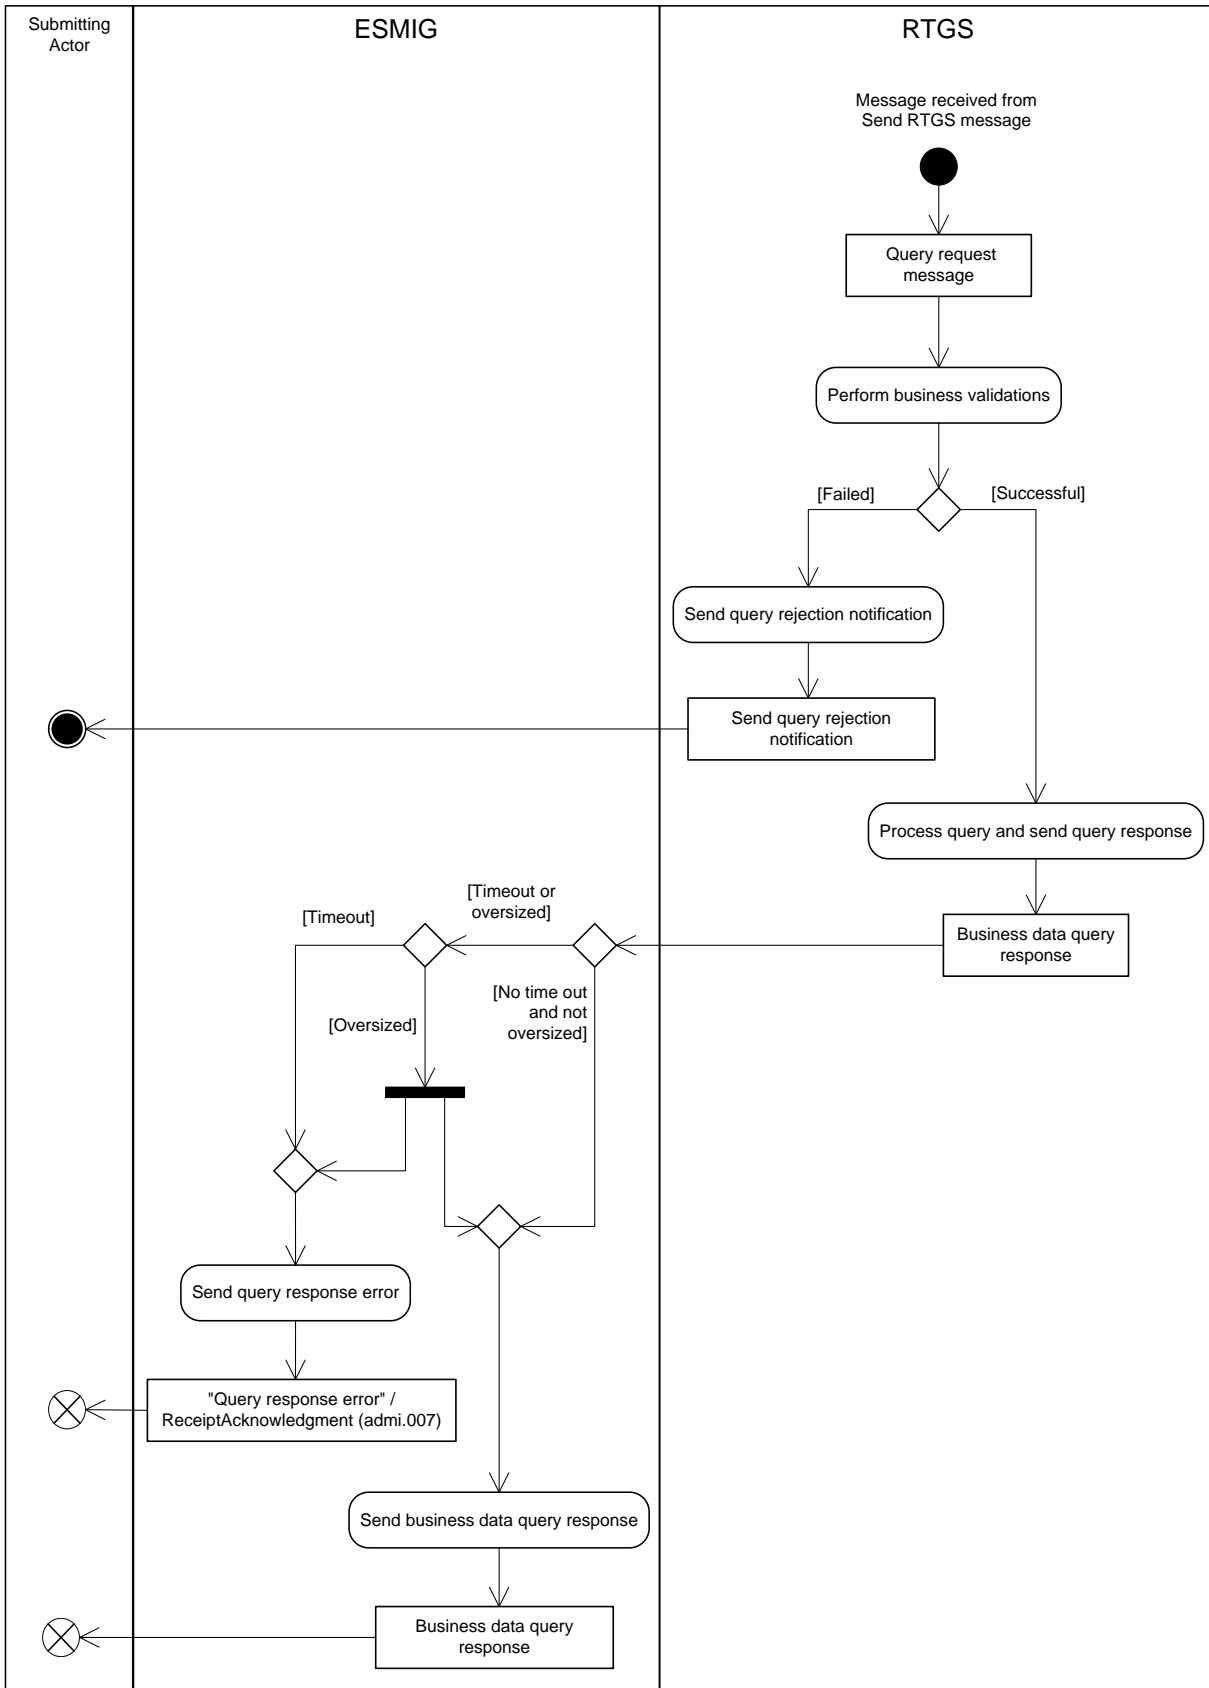 Submitting
Actor
ESMIG
RTGS
Message received from
Send RTGS message
Query request
message
Perform business validations
[Failed]
[Successful]
Send query rejection notification
Send query rejection
notification
Process query and send query response
[Timeout or
oversized]
[Timeout]
Business data query
response
[No time out
and not
oversized]
[Oversized]
Send query response error
"Query response error" /
ReceiptAcknowledgment (admi.007)
Send business data query response
Business data query
response